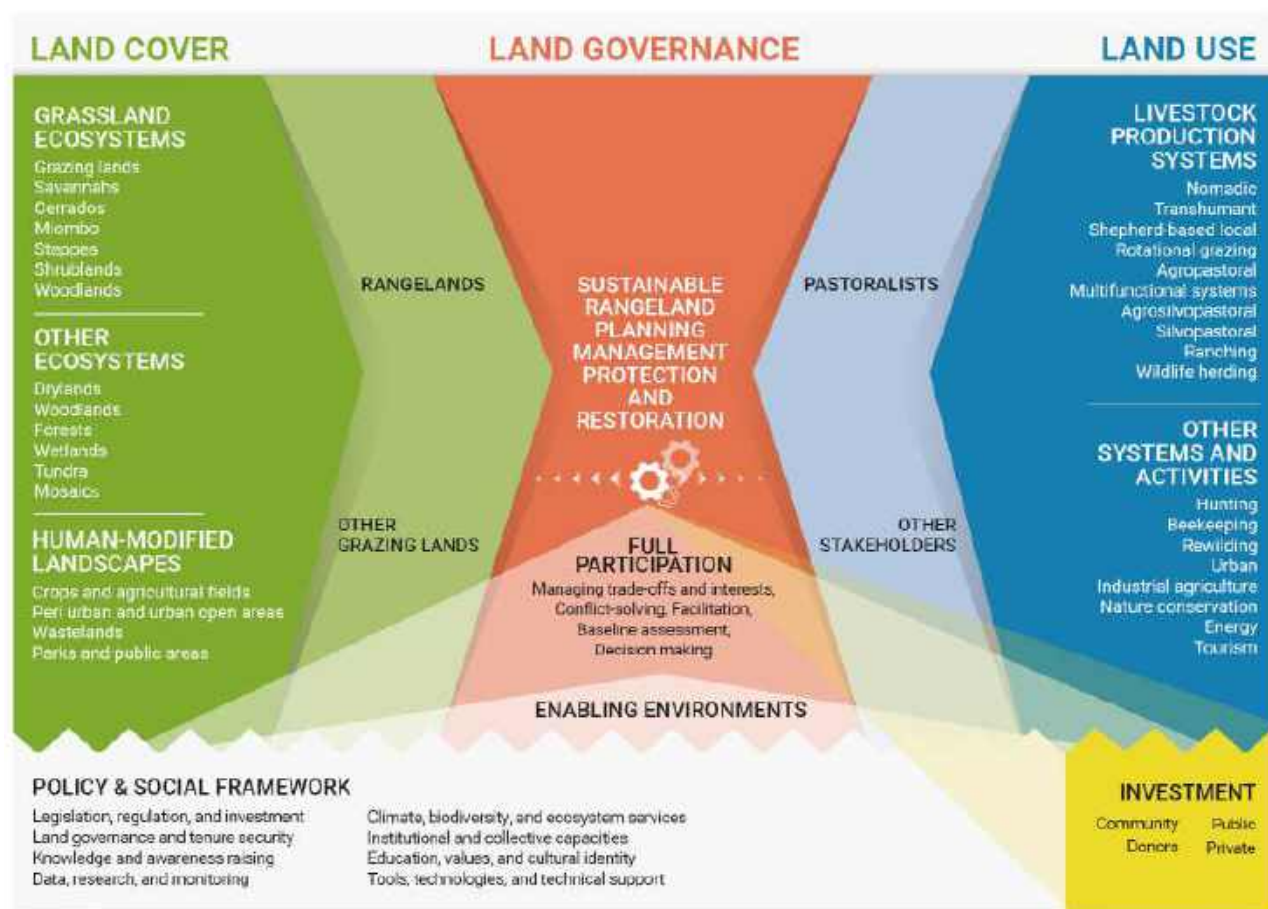 LAND COVER
LAND GOVERNANCE
LAND USE
GRASSLAND
ECOSYSTEMS
Grazing lands
Savannahs
Cerrados
Miombo
Steppes
Shrublands
Woodlands
OTHER
ECOSYSTEMS
Drylands
Woodlands
Forests
Wetlands
Tundra
Mosaics
HUMAN-MODIFIED
LANDSCAPES
Crops and agricultural fields
Peri urban and urban open areas
Wastelands
Parks and public areas
RANGELANDS
OTHER
GRAZING LANDS
SUSTAINABLE
RANGELAND
PLANNING
MANAGEMENT
PROTECTION
AND
RESTORATION
FULL
PARTICIPATION
Managing trade-offs and interests,
Conflict-solving, Facilitation,
Baseline assessment,
Decision making
ENABLING ENVIRONMENTS
PASTORALISTS
OTHER
STAKEHOLDERS
LIVESTOCK
PRODUCTION
SYSTEMS
Nomadic
Transhumant
Shepherd-based local
Rotational grazing
Agropastoral
Multifunctional systems
Agrosilvopastoral
Silvopastoral
Ranching
Wildlife herding
OTHER
SYSTEMS AND
ACTIVITIES
Hunting
Beekeeping
Rewilding
Urban
Industrial agriculture
Nature conservation
Energy
Tourism
POLICY & SOCIAL FRAMEWORK
Legislation, regulation, and investment
Land governance and tenure security
Knowledge and awareness raising
Data, research, and monitoring
Climate, biodiversity, and ecosystem services
Institutional and collective capacities
Education, values, and cultural identity
Tools, technologies, and technical support
INVESTMENT
Community Public
Donors Private